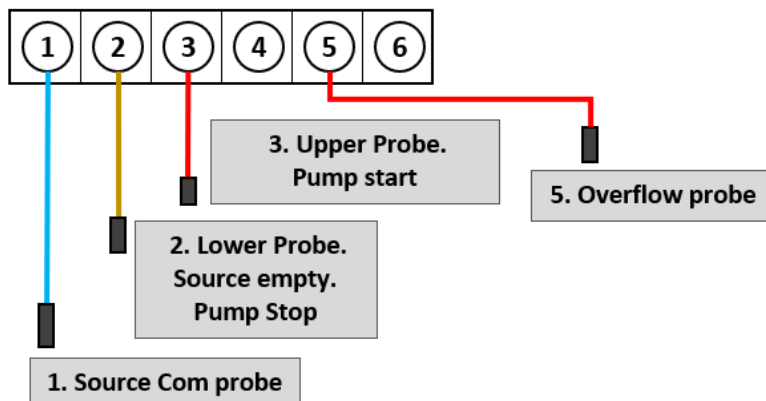 1 2 3 4 5 6
3. Upper Probe.
Pump start
5. Overflow probe
2. Lower Probe.
Source empty.
Pump Stop
1. Source Com probe